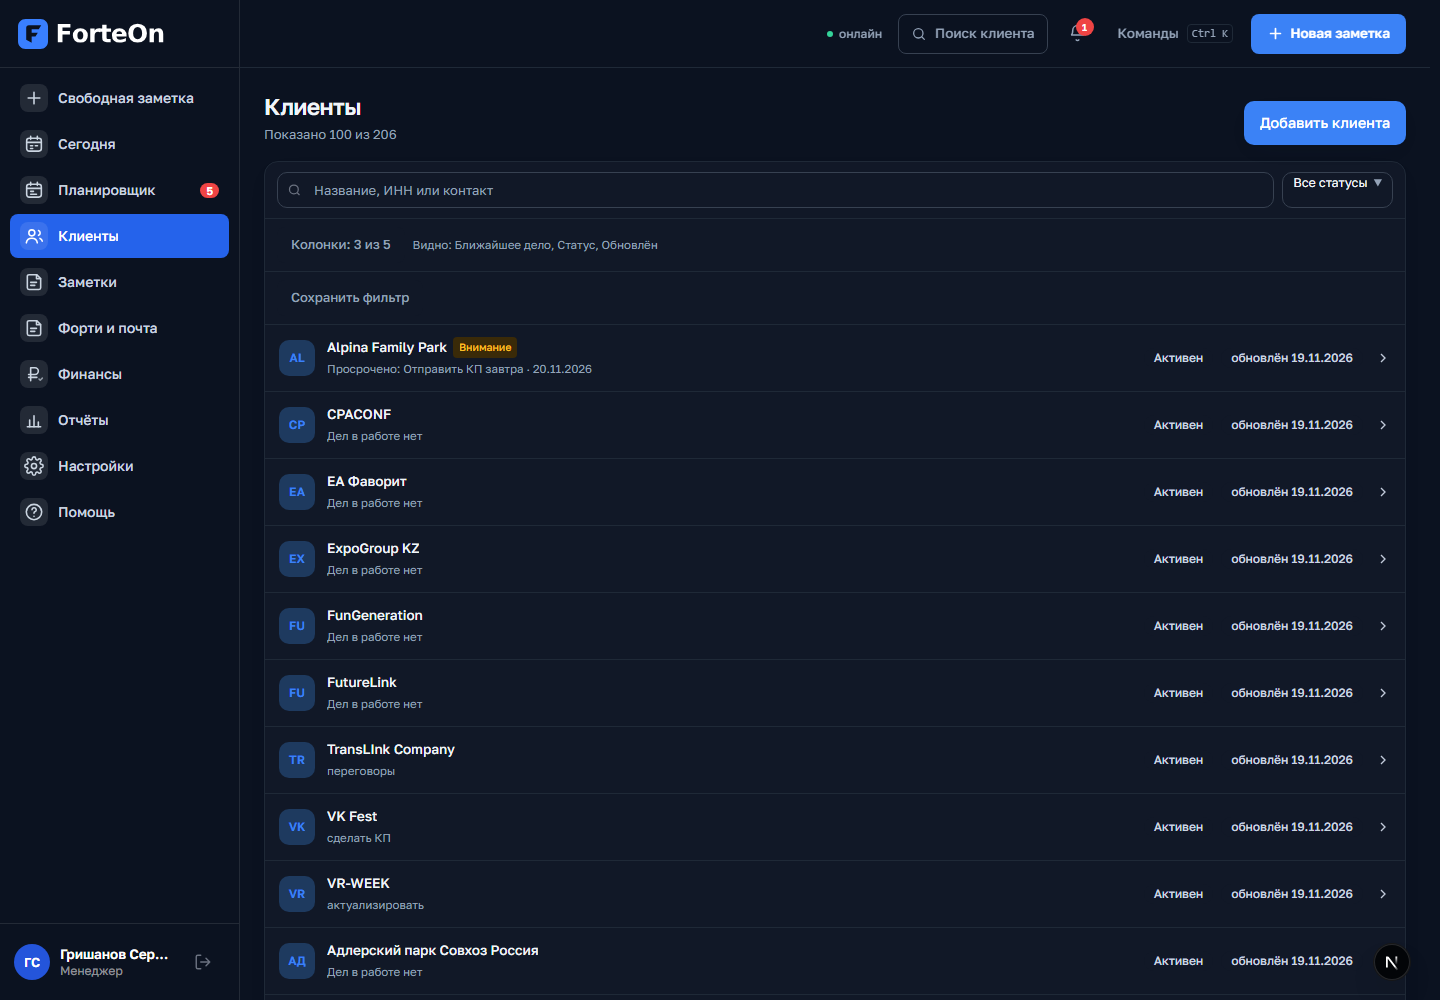 ForteOn
онлайн
Поиск клиента
1
Команды
Ctrl K
Новая заметка
Свободная заметка
Сегодня
Планировщик
5
Клиенты
Заметки
Форти и почта
Финансы
Отчёты
Настройки
Помощь
Клиенты
Показано 100 из 206
Добавить клиента
Название, ИНН или контакт
Все статусы
Колонки: 3 из 5
Видно: Ближайшее дело, Статус, Обновлён
Сохранить фильтр
AL
Alpina Family Park
Внимание
Просрочено: Отправить КП завтра · 20.11.2026
Активен
обновлён 19.11.2026
CP
CPACONF
Дел в работе нет
Активен
обновлён 19.11.2026
EA
EA Фаворит
Дел в работе нет
Активен
обновлён 19.11.2026
EX
ExpoGroup KZ
Дел в работе нет
Активен
обновлён 19.11.2026
FU
FunGeneration
Дел в работе нет
Активен
обновлён 19.11.2026
FU
FutureLink
Дел в работе нет
Активен
обновлён 19.11.2026
TR
TransLInk Company
переговоры
Активен
обновлён 19.11.2026
VK
VK Fest
сделать КП
Активен
обновлён 19.11.2026
VR
VR-WEEK
актуализировать
Активен
обновлён 19.11.2026
АД
Адлерский парк Совхоз Россия
Дел в работе нет
Активен
обновлён 19.11.2026
N
ГС
Гришанов Сер...
Менеджер